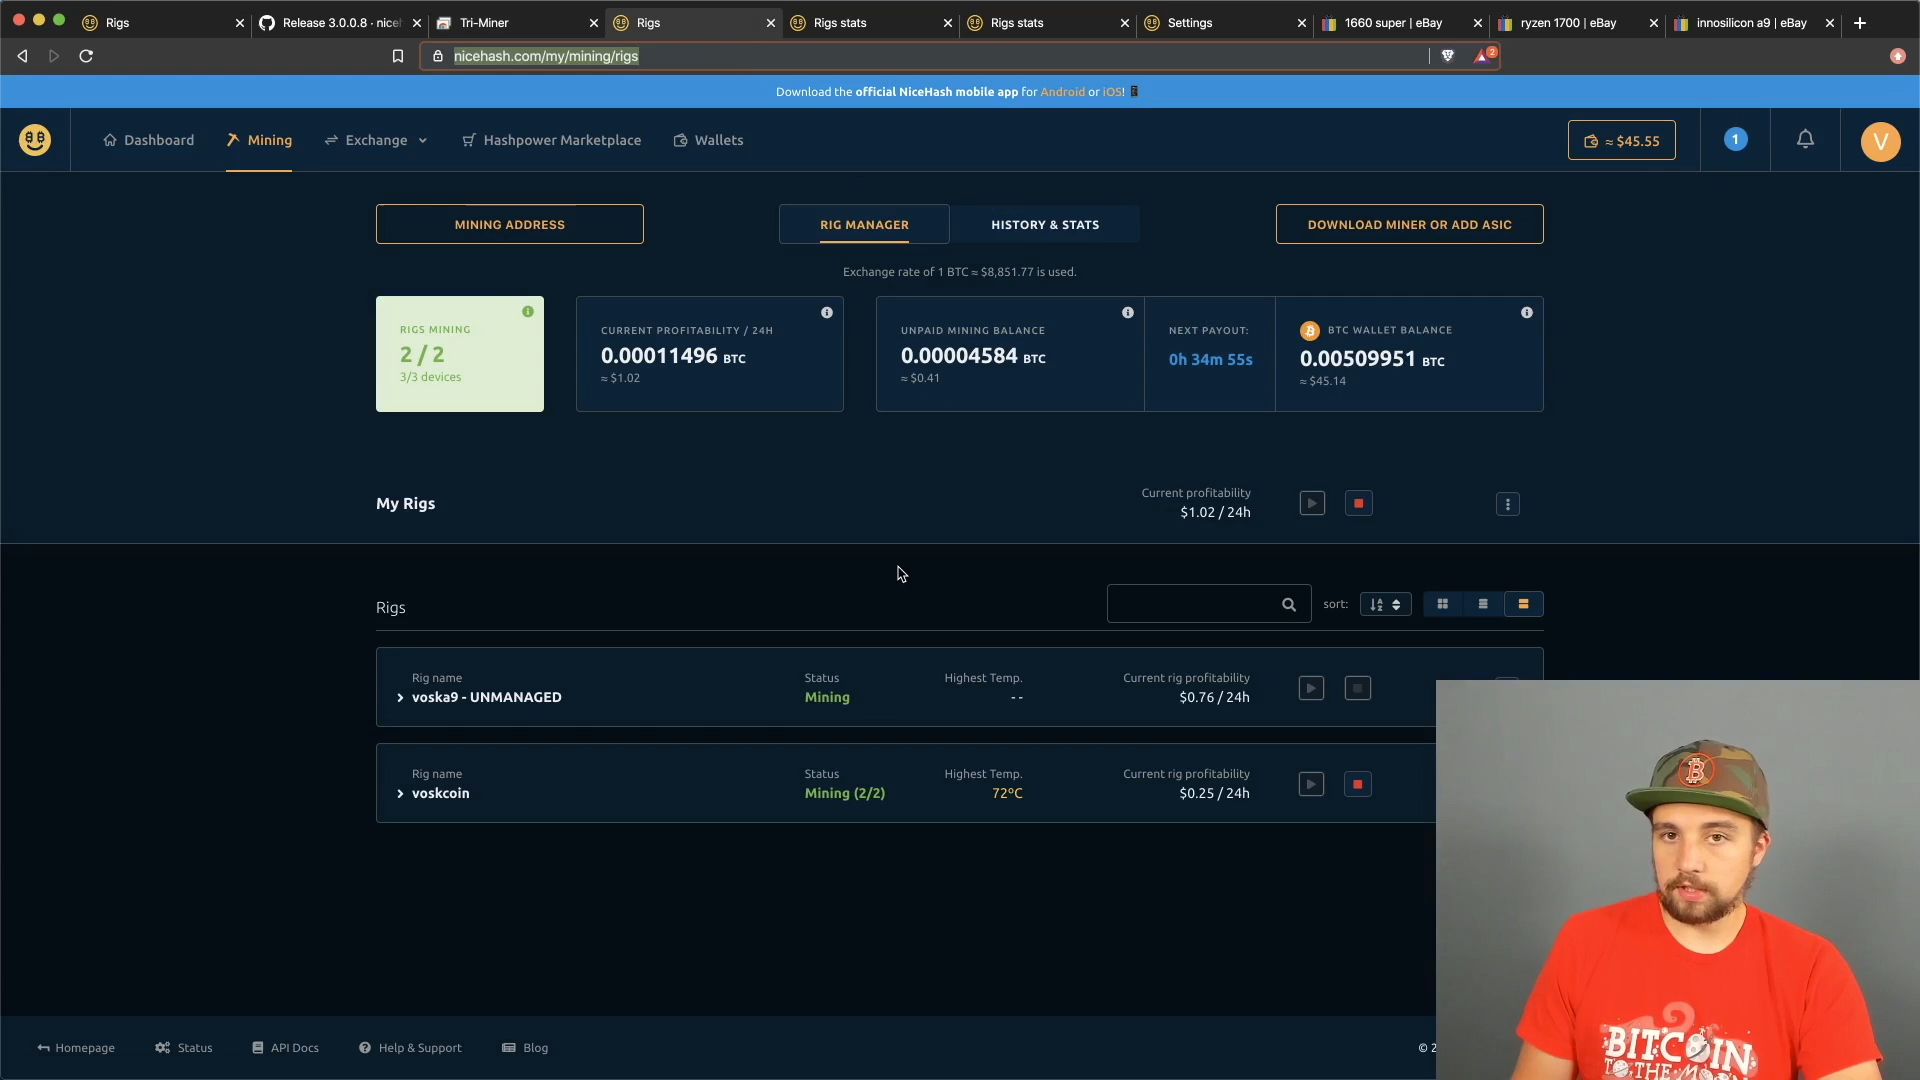 Rigs
Release 3.0.0.8 · niceh
Tri-Miner
Rigs
Rigs stats
Rigs stats
Settings
1660 super | eBay
ryzen 1700 | eBay
innosilicon a9 | eBay
nicehash.com/my/mining/rigs
2
Download the official NiceHash mobile app for Android or iOS!
Dashboard
Mining
Exchange
Hashpower Marketplace
Wallets
≈ $45.55
1
V
MINING ADDRESS
RIG MANAGER
HISTORY & STATS
DOWNLOAD MINER OR ADD ASIC
Exchange rate of 1 BTC ≈ $8,851.77 is used.
RIGS MINING
2 / 2
3/3 devices
CURRENT PROFITABILITY / 24H
0.00011496 BTC
≈ $1.02
UNPAID MINING BALANCE
0.00004584 BTC
≈ $0.41
NEXT PAYOUT:
0h 34m 55s
BTC WALLET BALANCE
0.00509951 BTC
≈ $45.14
My Rigs
Current profitability
$1.02 / 24h
Rigs
sort:
Rig name
voska9 - UNMANAGED
Status
Mining
Highest Temp.
- -
Current rig profitability
$0.76 / 24h
Rig name
voskcoin
Status
Mining (2/2)
Highest Temp.
72°C
Current rig profitability
$0.25 / 24h
Homepage
Status
API Docs
Help & Support
Blog
© 2
BITCOIN
TO THE MOON